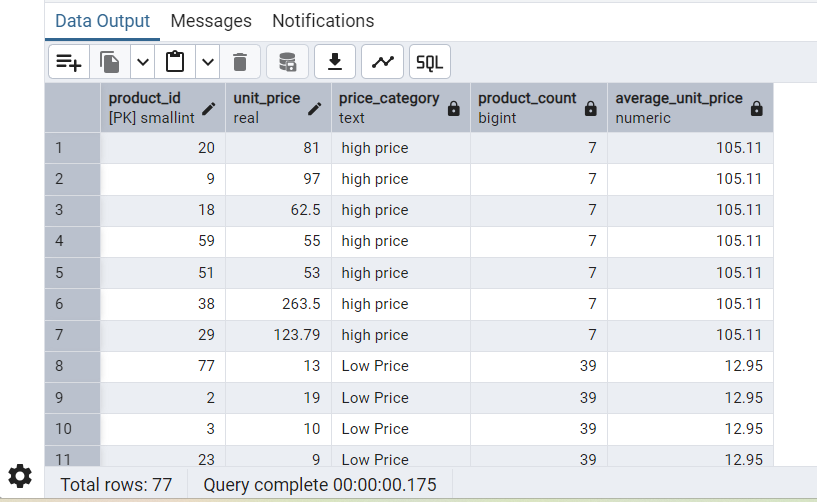 Data Output Messages Notifications
SQL
product_id unit_price price_category product_count average_unit_price
[PK] smallint real text bigint numeric
1 20 81 high price 7 105.11
2 9 97 high price 7 105.11
3 18 62.5 high price 7 105.11
4 59 55 high price 7 105.11
5 51 53 high price 7 105.11
6 38 263.5 high price 7 105.11
7 29 123.79 high price 7 105.11
8 77 13 Low Price 39 12.95
9 2 19 Low Price 39 12.95
10 3 10 Low Price 39 12.95
11 23 9 Low Price 39 12.95
Total rows: 77 Query complete 00:00:00.175